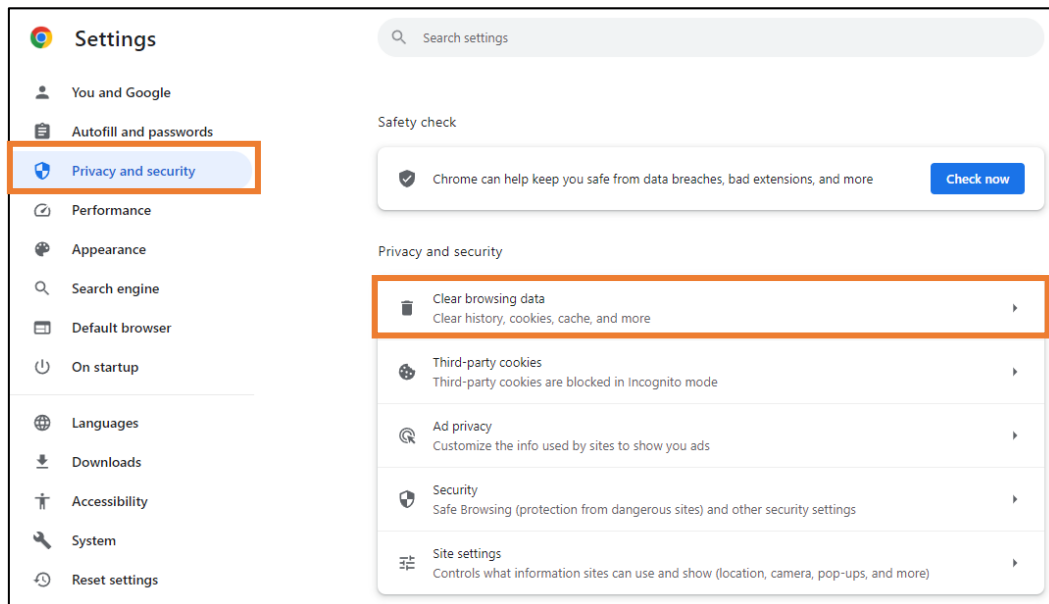 Settings
Search settings
You and Google
Autofill and passwords
Privacy and security
Performance
Appearance
Search engine
Default browser
On startup
Languages
Downloads
Accessibility
System
Reset settings
Safety check
Chrome can help keep you safe from data breaches, bad extensions, and more
Check now
Privacy and security
Clear browsing data
Clear history, cookies, cache, and more
Third-party cookies
Third-party cookies are blocked in Incognito mode
Ad privacy
Customize the info used by sites to show you ads
Security
Safe Browsing (protection from dangerous sites) and other security settings
Site settings
Controls what information sites can use and show (location, camera, pop-ups, and more)